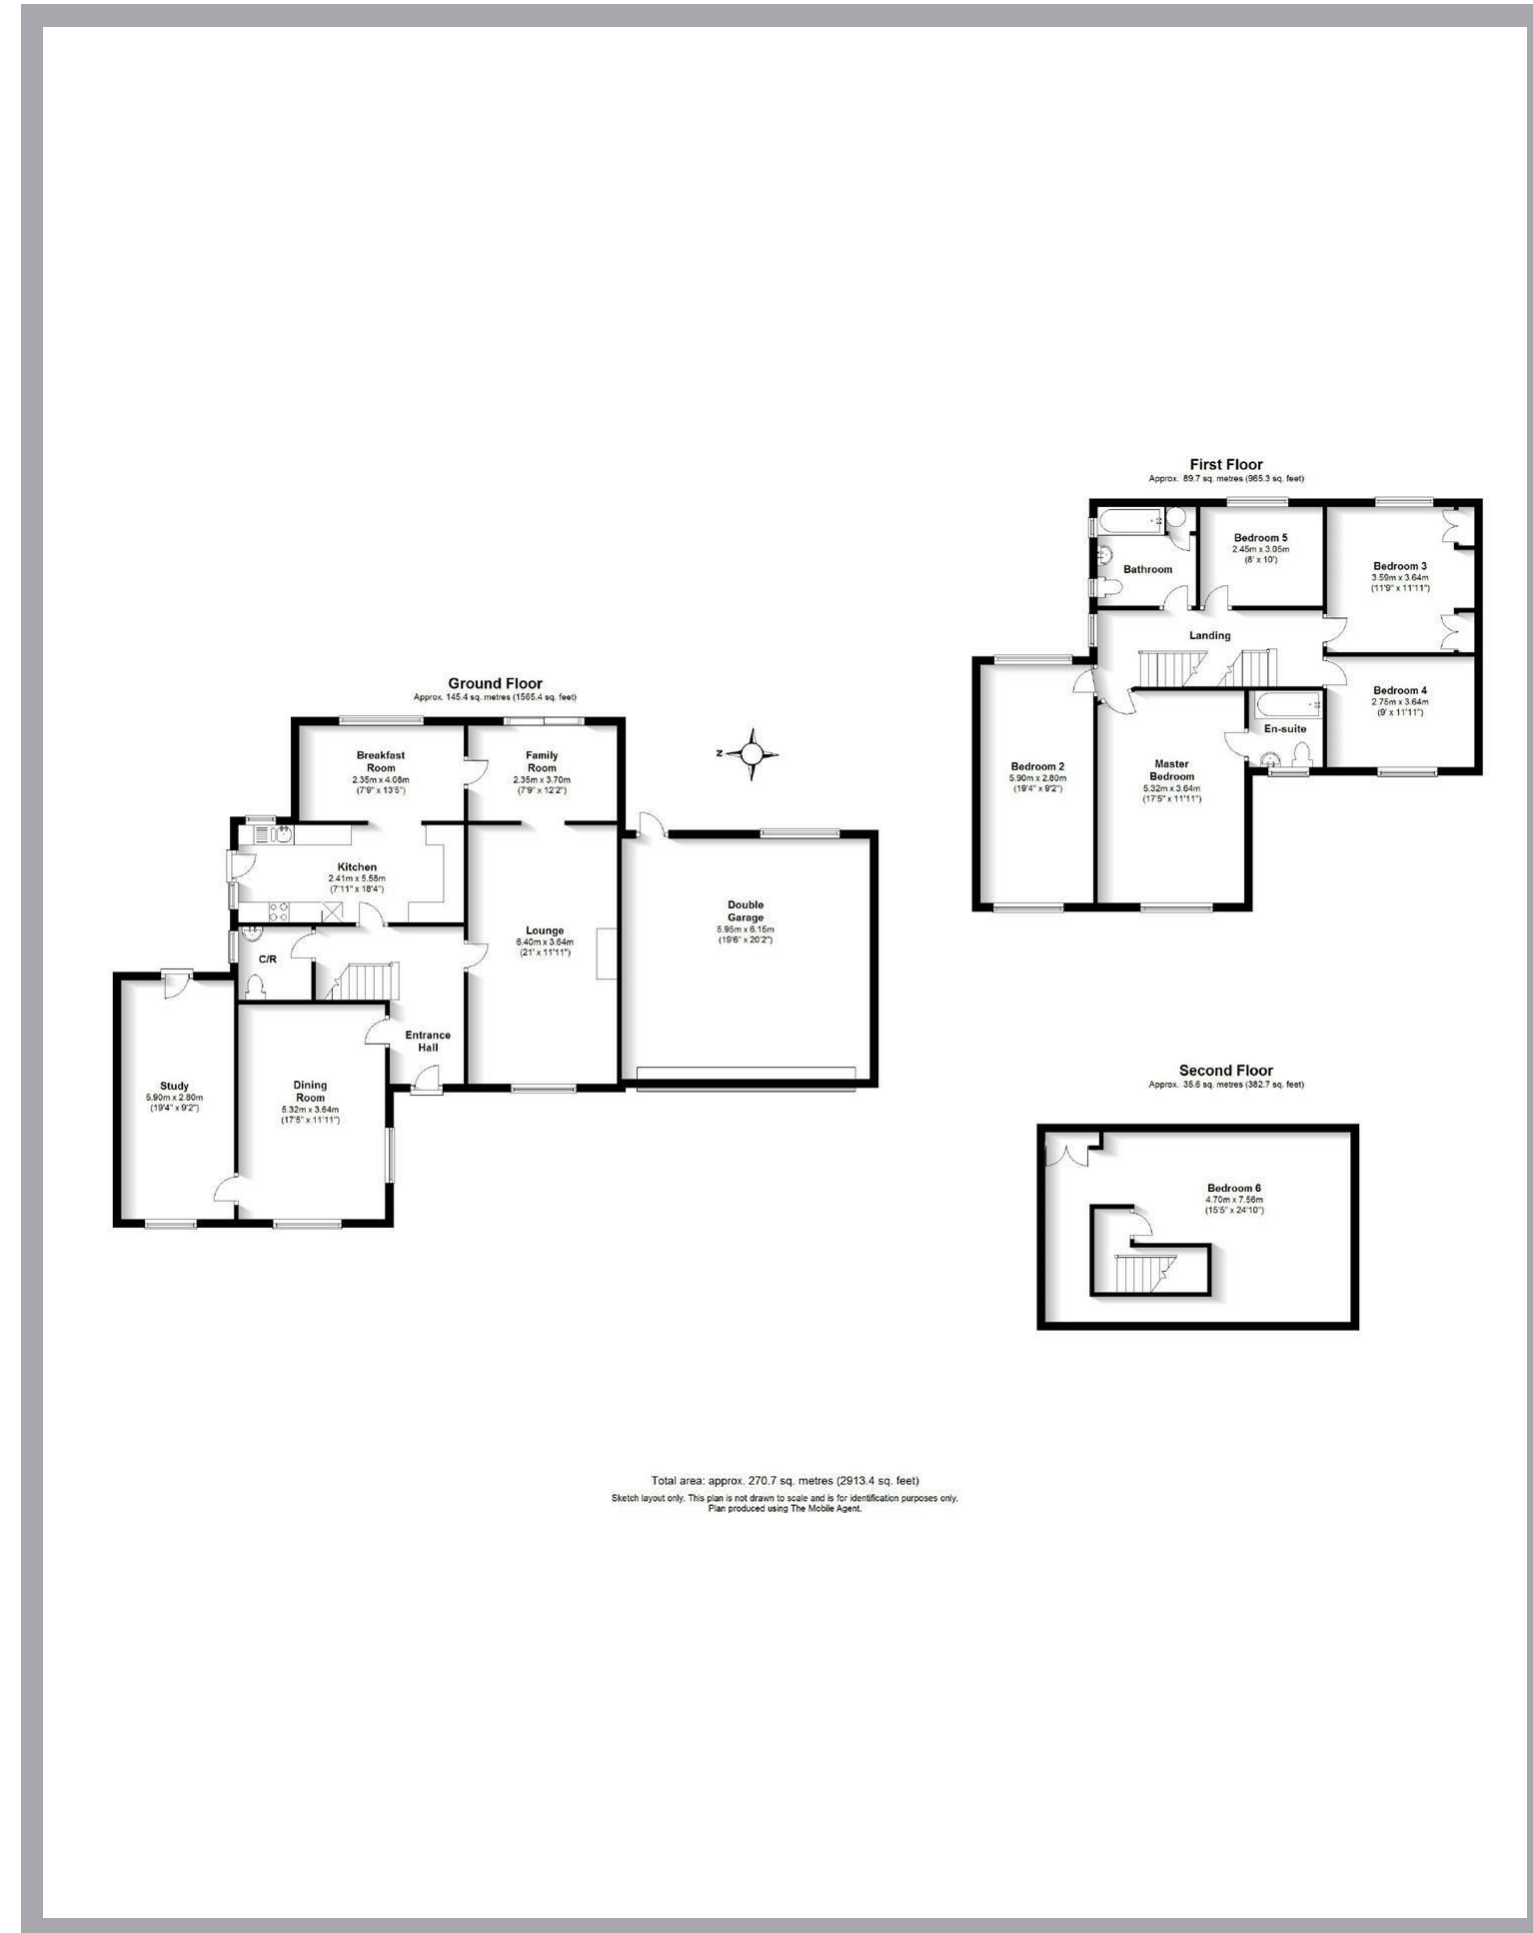 First Floor
Approx. 89.7 sq. metres (965.3 sq. feet)
Bedroom 5
2.45m x 3.05m
(8' x 10')
Bathroom
Bedroom 3
3.59m x 3.64m
(11'9" x 11'11")
Landing
Bedroom 4
2.75m x 3.64m
(9' x 11'11")
En-suite
Bedroom 2
5.90m x 2.80m
(19'4" x 9'2")
Master
Bedroom
5.32m x 3.64m
(17'5" x 11'11")
Ground Floor
Approx. 145.4 sq. metres (1565.4 sq. feet)
Breakfast
Room
2.35m x 4.08m
(7'9" x 13'5")
Family
Room
2.35m x 3.70m
(7'9" x 12'2")
N
Kitchen
2.41m x 5.58m
(7'11" x 18'4")
Double
Garage
5.95m x 6.15m
(19'6" x 20'2")
Lounge
6.40m x 3.64m
(21' x 11'11")
C/R
Entrance
Hall
Study
5.90m x 2.80m
(19'4" x 9'2")
Dining
Room
5.32m x 3.64m
(17'5" x 11'11")
Second Floor
Approx. 35.6 sq. metres (382.7 sq. feet)
Bedroom 6
4.70m x 7.56m
(15'5" x 24'10")
Total area: approx. 270.7 sq. metres (2913.4 sq. feet)
Sketch layout only. This plan is not drawn to scale and is for identification purposes only.
Plan produced using The Mobile Agent.